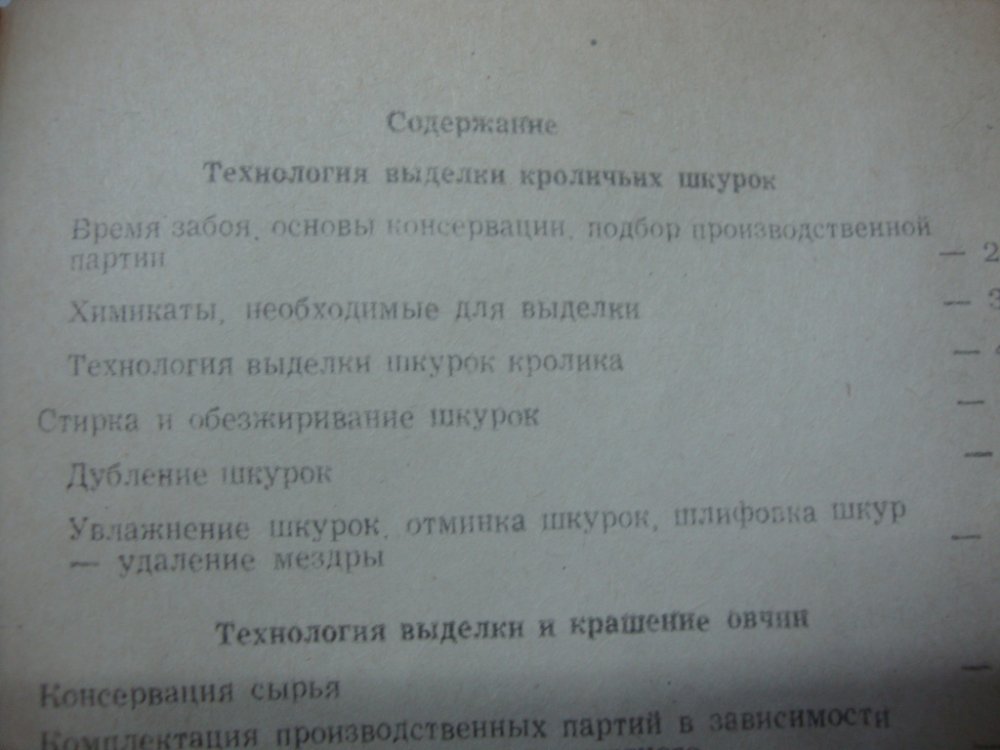 Содержание
Технология выделки кроличьих шкурок
Время забоя, основы консервации, подбор производственной
партии — 2
Химикаты, необходимые для выделки — 3
Технология выделки шкурок кролика —
Стирка и обезжиривание шкурок —
Дубление шкурок —
Увлажнение шкурок, отминка шкурок, шлифовка шкур
— удаление мездры —
Технология выделки и крашение овчин
Консервация сырья —
Комплектация производственных партий в зависимости